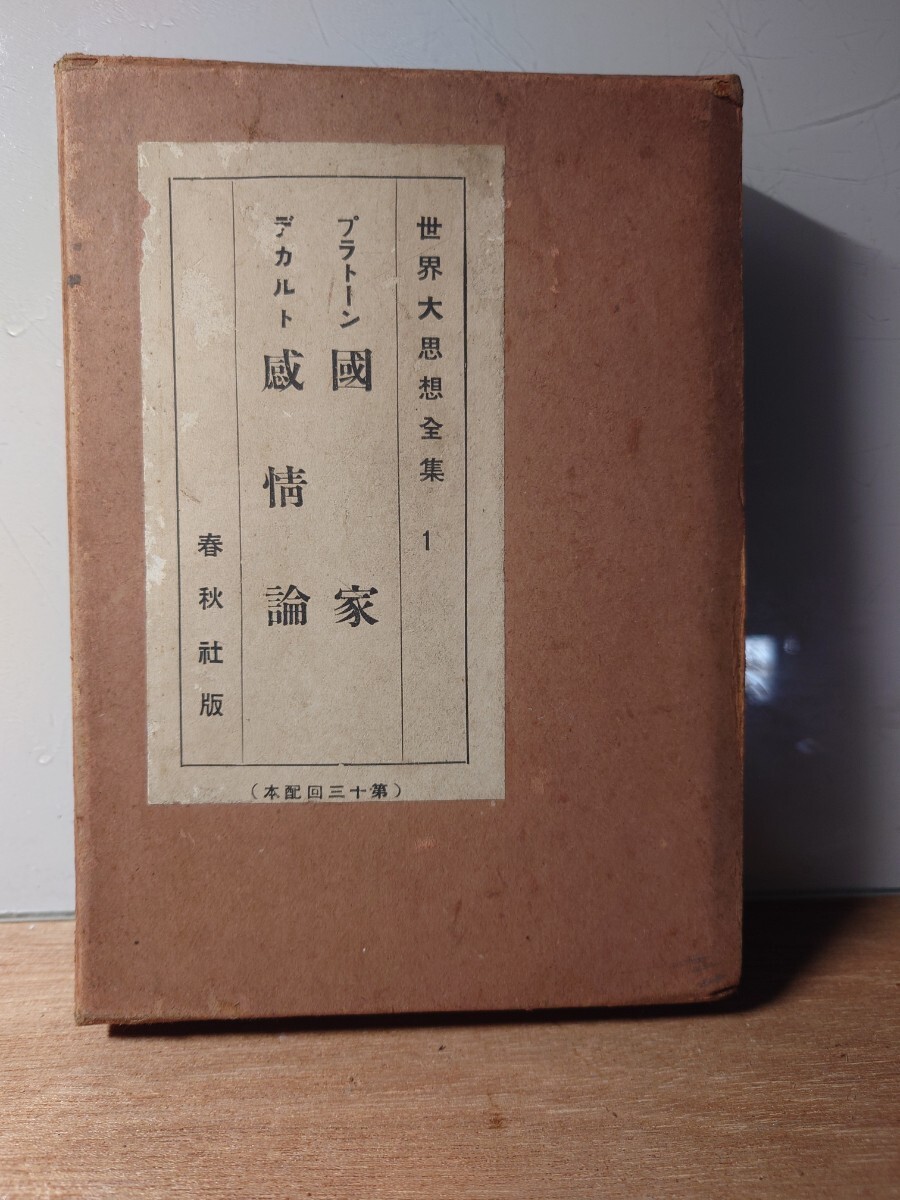 世界大思想全集 1
プラトーン 國家
デカルト 感情論
春秋社版
（第十三回配本）